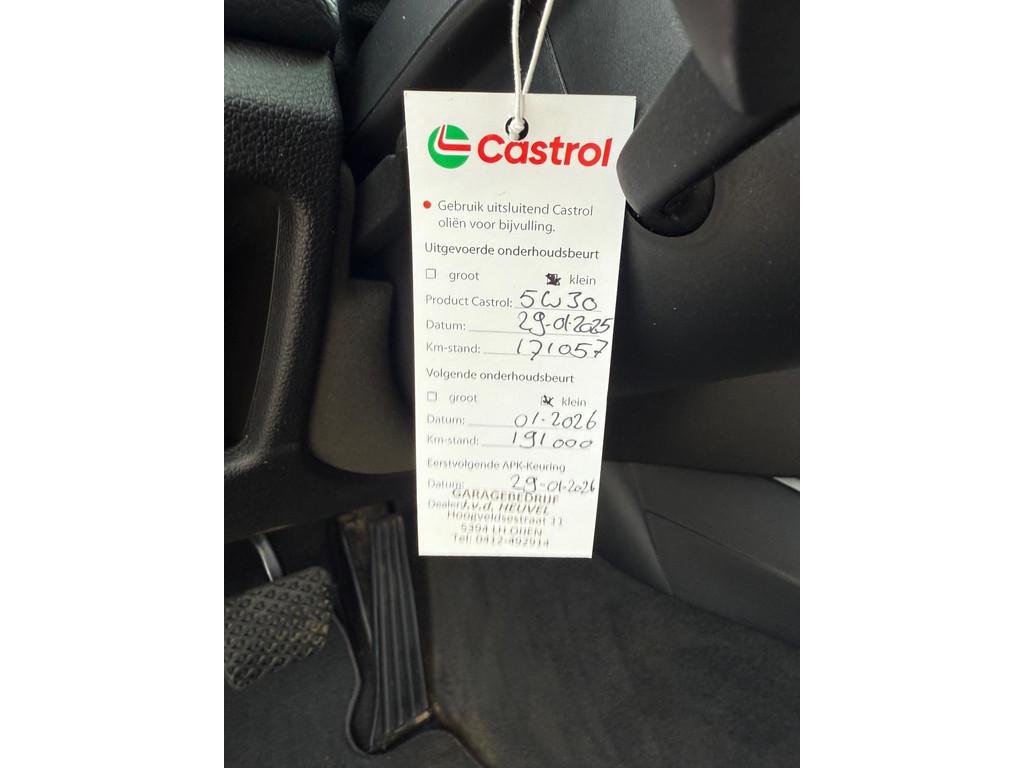 Castrol
Gebruik uitsluitend Castrol
oliën voor bijvulling.
Uitgevoerde onderhoudsbeurt
groot klein
Product Castrol: 5W30
Datum: 29-01-2025
Km-stand: 171057
Volgende onderhoudsbeurt
groot klein
Datum: 01-2026
Km-stand: 191000
Eerstvolgende APK-Keuring
Datum: 29-01-2026
GARAGEBEDRIJF
Dealer: J.v.d. HEUVEL
Hoogveldsestraat 11
5394 LH OIJEN
Tel: 0412-492914